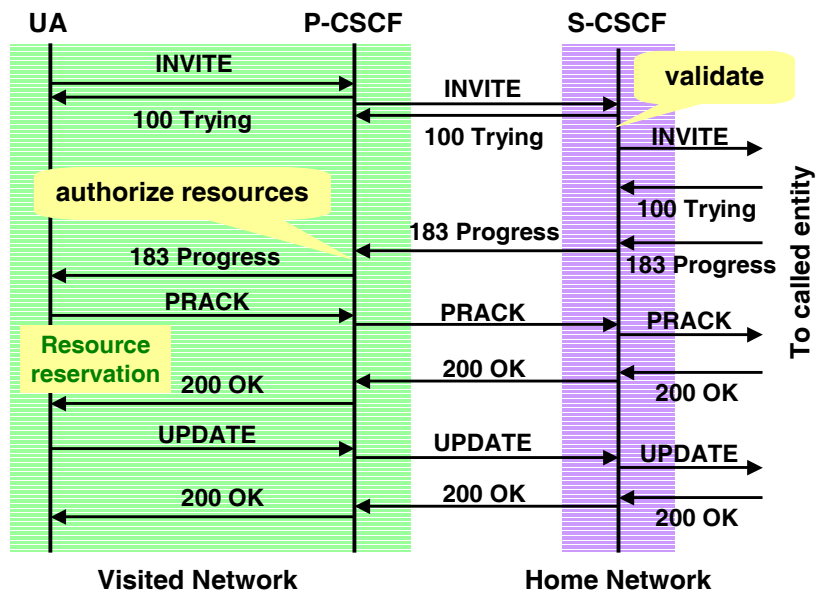 UA P-CSCF S-CSCF
INVITE
validate
INVITE
100 Trying
100 Trying
INVITE
authorize resources
100 Trying
183 Progress
183 Progress
183 Progress
PRACK
PRACK
PRACK
Resource
reservation
200 OK
200 OK
200 OK
UPDATE
UPDATE
UPDATE
200 OK
200 OK
200 OK
To called entity
Visited Network
Home Network